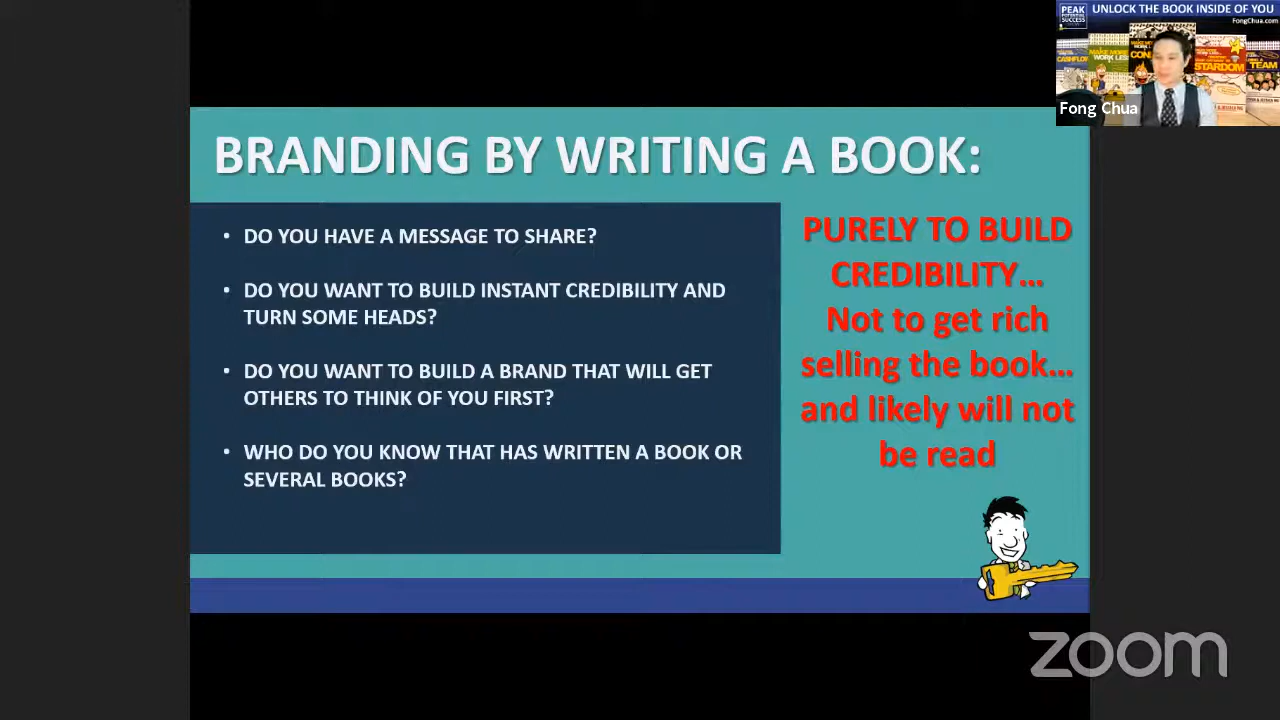 PEAK
POTENTIAL
SUCCESS
UNLOCK THE BOOK INSIDE OF YOU
FongChua.com
STARDOM
Fong Chua
BRANDING BY WRITING A BOOK:
• DO YOU HAVE A MESSAGE TO SHARE?
• DO YOU WANT TO BUILD INSTANT CREDIBILITY AND
TURN SOME HEADS?
• DO YOU WANT TO BUILD A BRAND THAT WILL GET
OTHERS TO THINK OF YOU FIRST?
• WHO DO YOU KNOW THAT HAS WRITTEN A BOOK OR
SEVERAL BOOKS?
PURELY TO BUILD
CREDIBILITY...
Not to get rich
selling the book...
and likely will not
be read
zoom